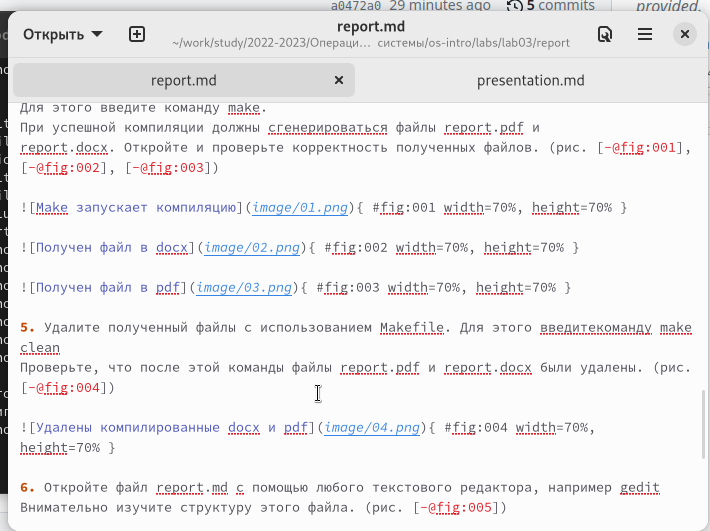 a0472a0 29 minutes ago 5 commits
provided.
Открыть
report.md
~/work/study/2022-2023/Операци… системы/os-intro/labs/lab03/report
report.md
presentation.md
Для этого введите команду make.
При успешной компиляции должны сгенерироваться файлы report.pdf и
report.docx. Откройте и проверьте корректность полученных файлов. (рис. [-@fig:001],
[-@fig:002], [-@fig:003])
![Make запускает компиляцию](image/01.png){ #fig:001 width=70%, height=70% }
![Получен файл в docx](image/02.png){ #fig:002 width=70%, height=70% }
![Получен файл в pdf](image/03.png){ #fig:003 width=70%, height=70% }
5. Удалите полученный файлы с использованием Makefile. Для этого введитекоманду make
clean
Проверьте, что после этой команды файлы report.pdf и report.docx были удалены. (рис.
[-@fig:004])
![Удалены компилированные docx и pdf](image/04.png){ #fig:004 width=70%,
height=70% }
6. Откройте файл report.md c помощью любого текстового редактора, например gedit
Внимательно изучите структуру этого файла. (рис. [-@fig:005])